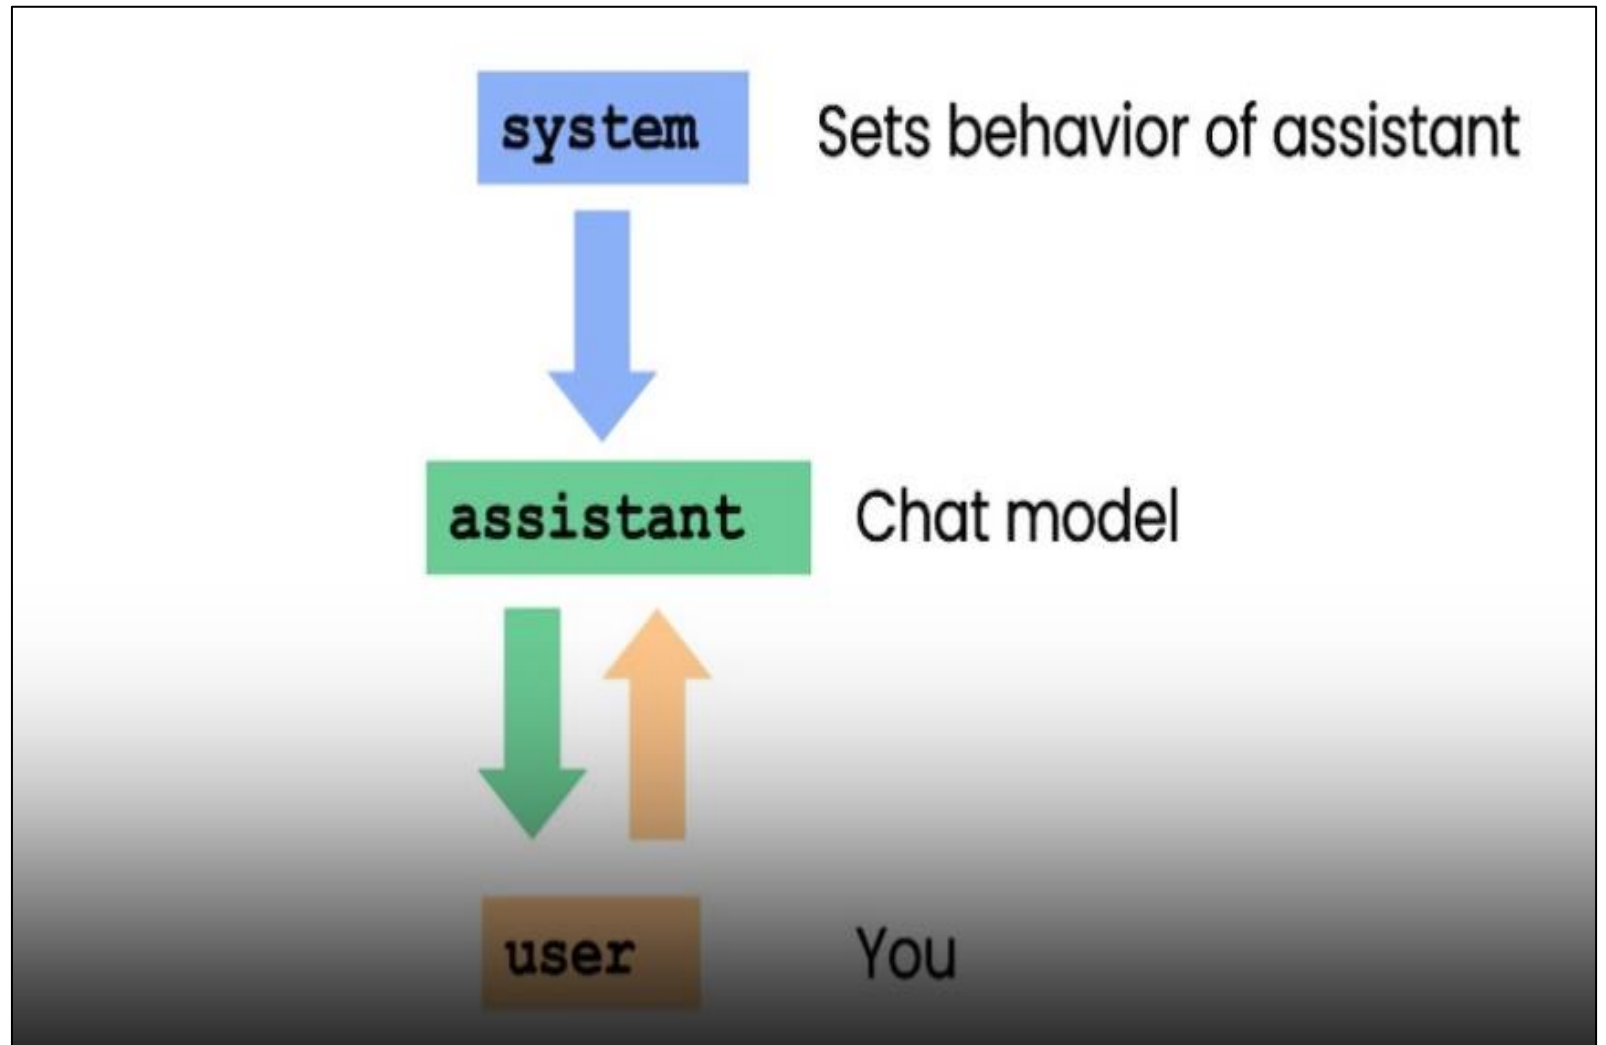 system
Sets behavior of assistant
assistant
Chat model
user
You